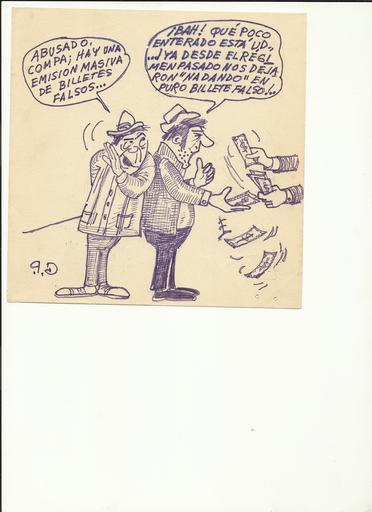 ABUSADO,
COMPA; HAY UNA
EMISION MASIVA
DE BILLETES
FALSOS...
¡BAH! QUÉ POCO
ENTERADO ESTÁ UD.,
...¡YA DESDE EL REGI
MEN PASADO NOS DEJA
RON "NADANDO" EN
PURO BILLETE FALSO!...